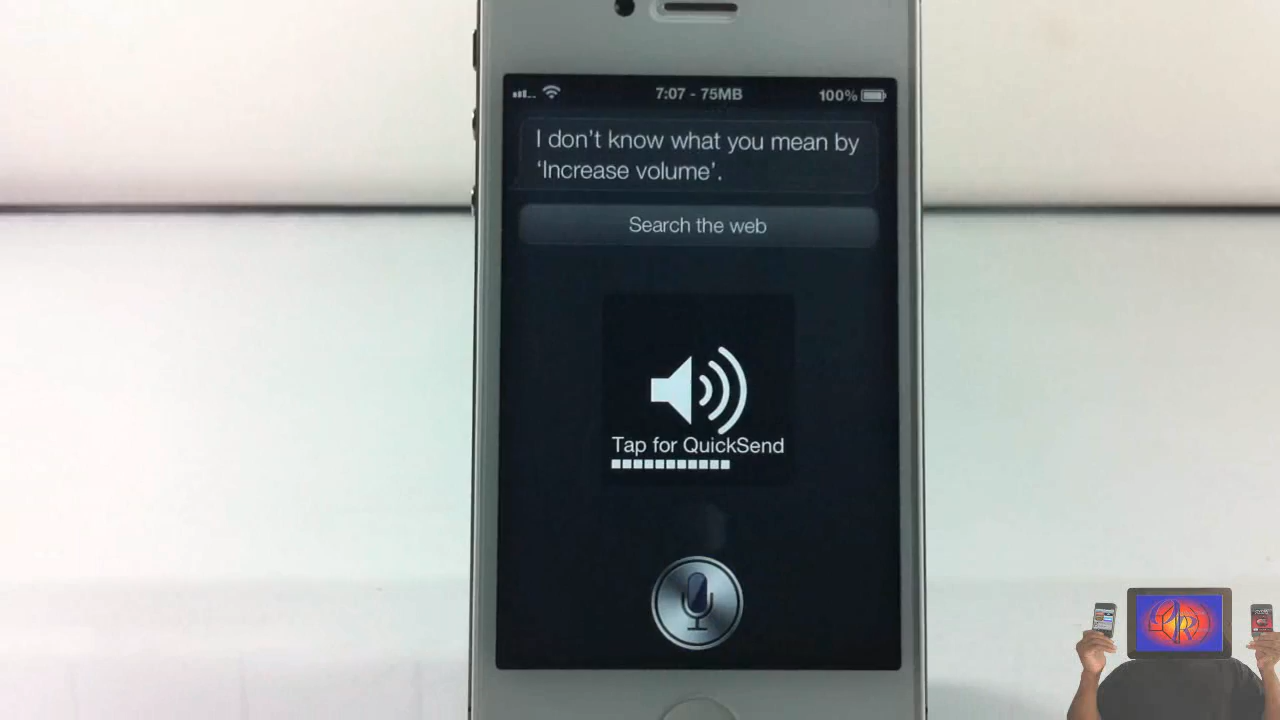 7:07 - 75MB
100%
I don't know what you mean by
'Increase volume'.
Search the web
Tap for QuickSend